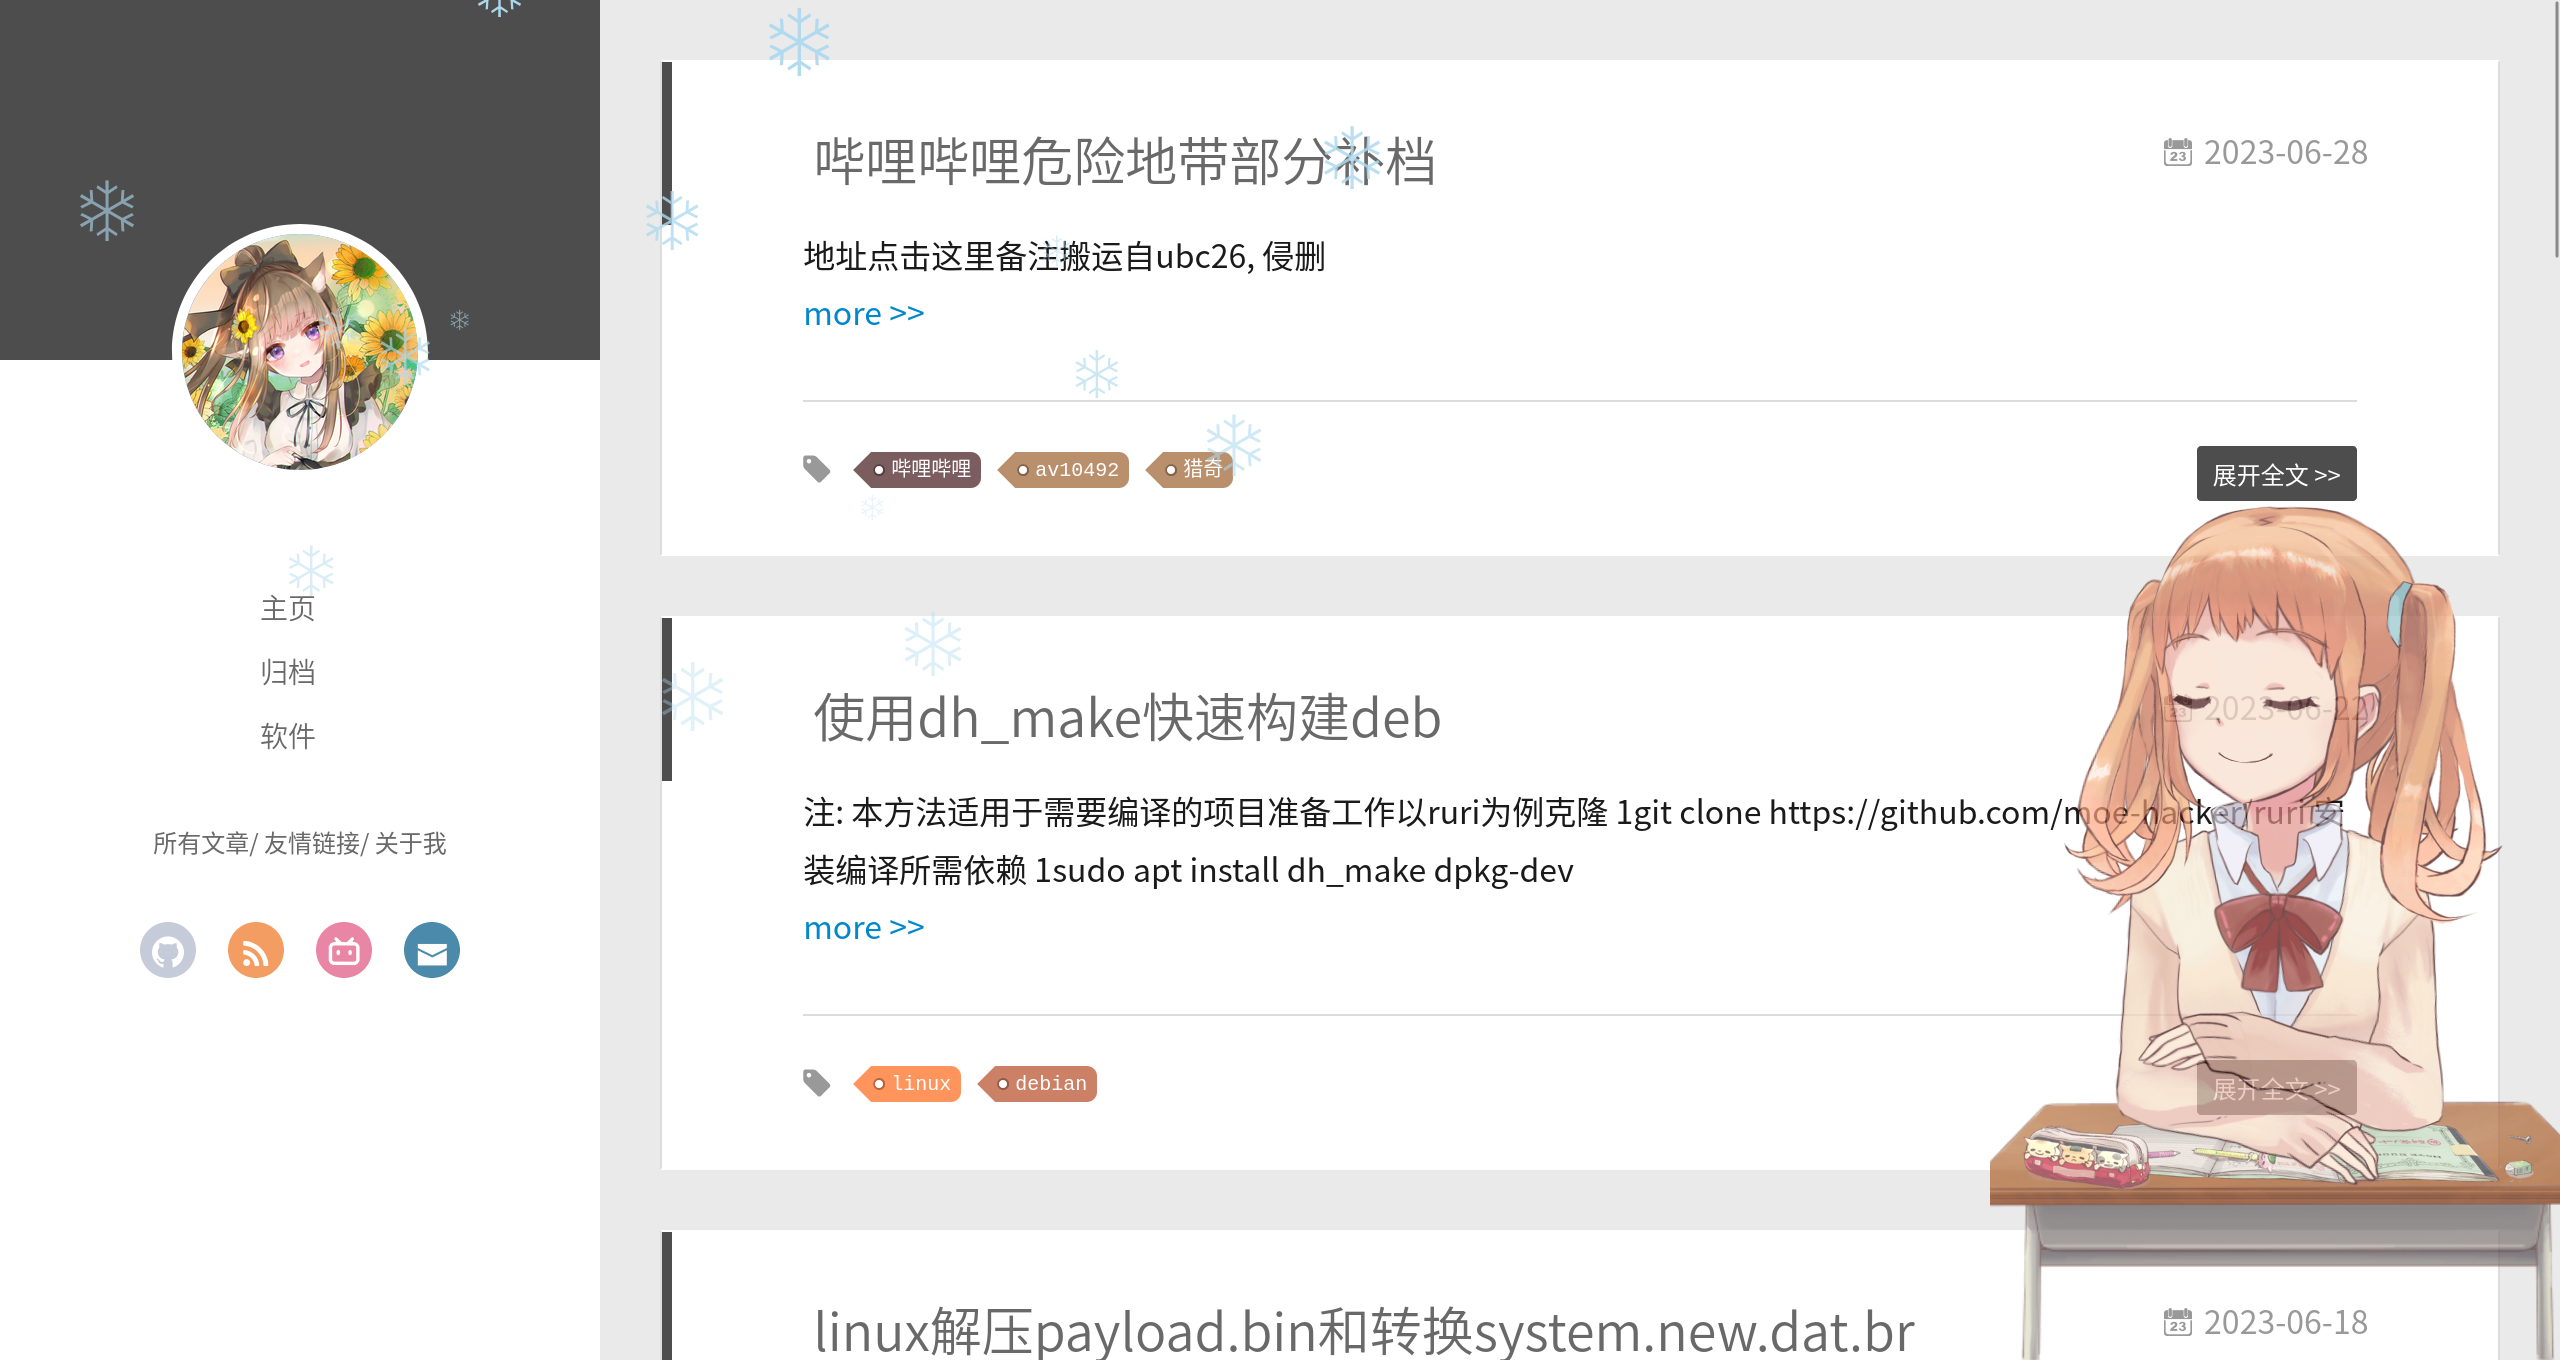 主页
归档
软件
所有文章/ 友情链接/ 关于我
哔哩哔哩危险地带部分补档
23 2023-06-28
地址点击这里备注搬运自ubc26, 侵删
more >>
哔哩哔哩 av10492 猎奇
展开全文 >>
使用dh_make快速构建deb
23 2023-06-22
注: 本方法适用于需要编译的项目准备工作以ruri为例克隆 1git clone https://github.com/moe-hacker/ruri安
装编译所需依赖 1sudo apt install dh_make dpkg-dev
more >>
linux debian
展开全文 >>
linux解压payload.bin和转换system.new.dat.br
23 2023-06-18